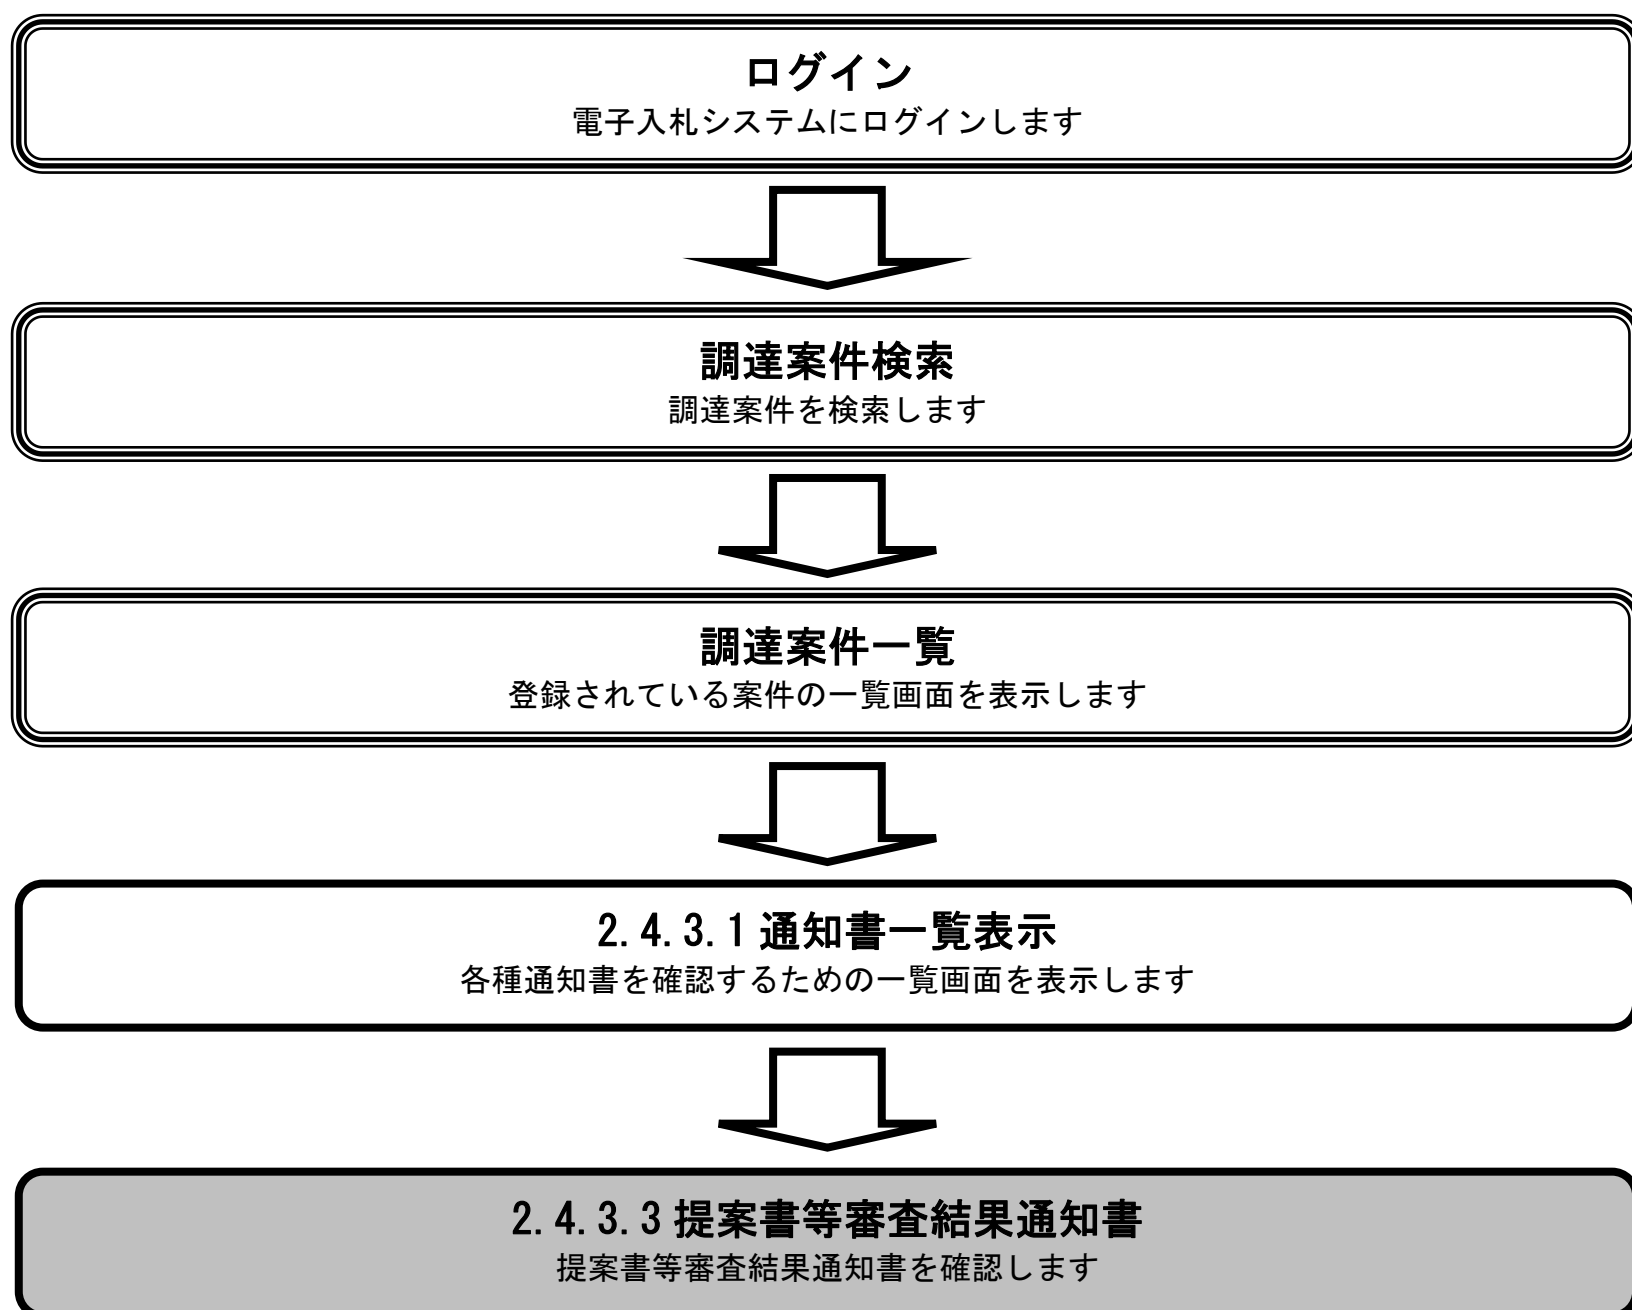 ログイン
電子入札システムにログインします
調達案件検索
調達案件を検索します
調達案件一覧
登録されている案件の一覧画面を表示します
2.4.3.1 通知書一覧表示
各種通知書を確認するための一覧画面を表示します
2.4.3.3 提案書等審査結果通知書
提案書等審査結果通知書を確認します